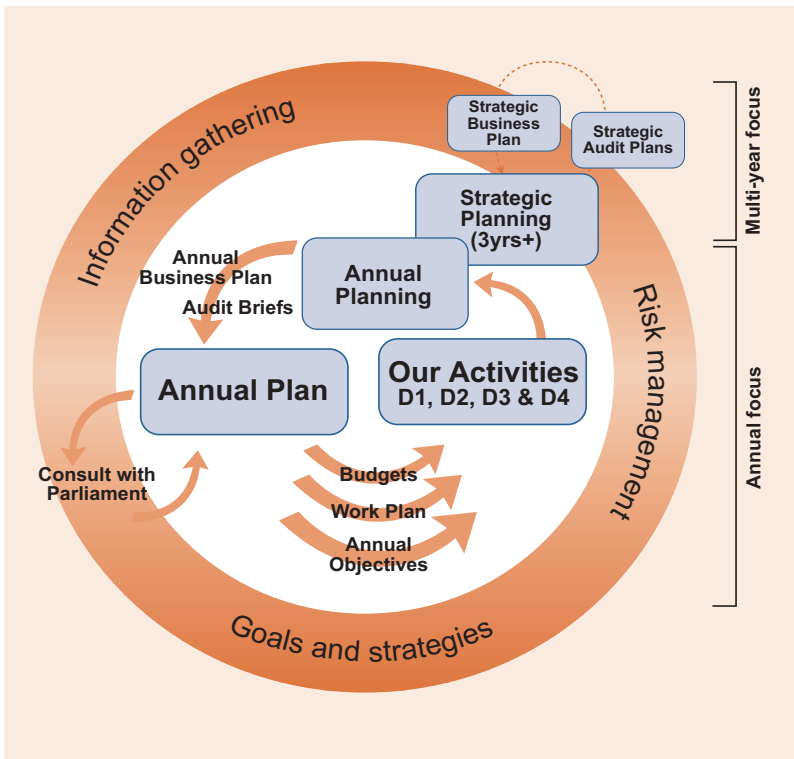 Information gathering
Strategic
Business
Plan
Strategic
Audit Plans
Multi-year focus
Strategic
Planning
(3yrs+)
Annual
Planning
Annual
Business Plan
Audit Briefs
Risk management
Annual focus
Annual Plan
Our Activities
D1, D2, D3 & D4
Consult with
Parliament
Budgets
Work Plan
Annual
Objectives
Goals and strategies